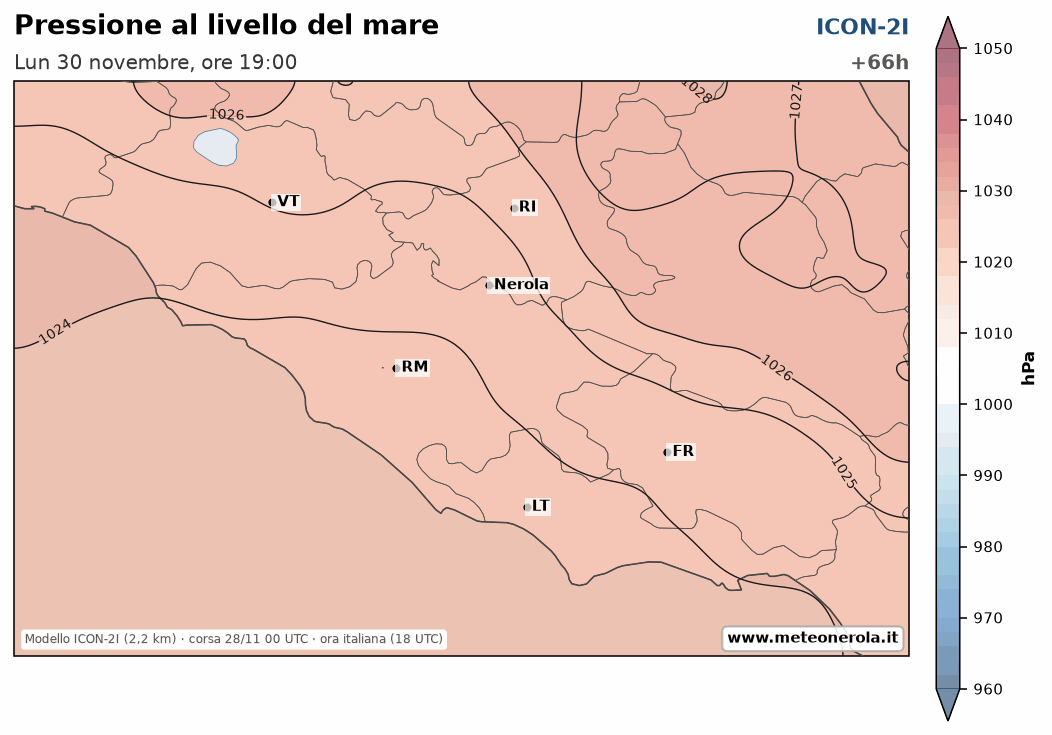 Pressione al livello del mare
ICON-2I
Lun 30 novembre, ore 19:00
+66h
1050
1028
1027
1026
1040
VT
RI
1030
1020
Nerola
1024
1010
hPa
RM
1026
1000
FR
1025
990
LT
980
970
Modello ICON-2I (2,2 km) · corsa 28/11 00 UTC · ora italiana (18 UTC)
www.meteonerola.it
960